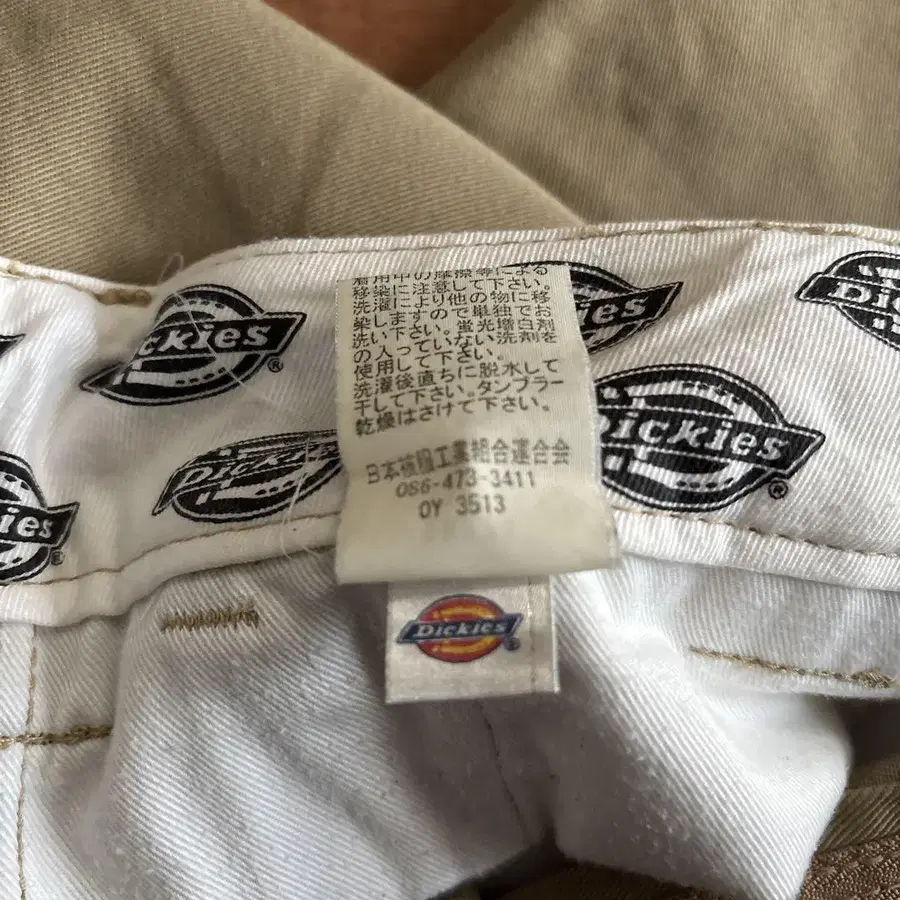 着用中の摩擦等による
移染に注意して下さい。
洗濯により他の物に移
染しますので単独でお
洗い下さい。蛍光増白剤
の入っていない洗剤を
使用して下さい。
洗濯後直ちに脱水して
干して下さい。タンブラー
乾燥はさけて下さい。
日本被服工業組合連合会
086-473-3411
OY 3513
ckies®
ies
Dickies
Dickies
Dickies®
ies®
Dickies®